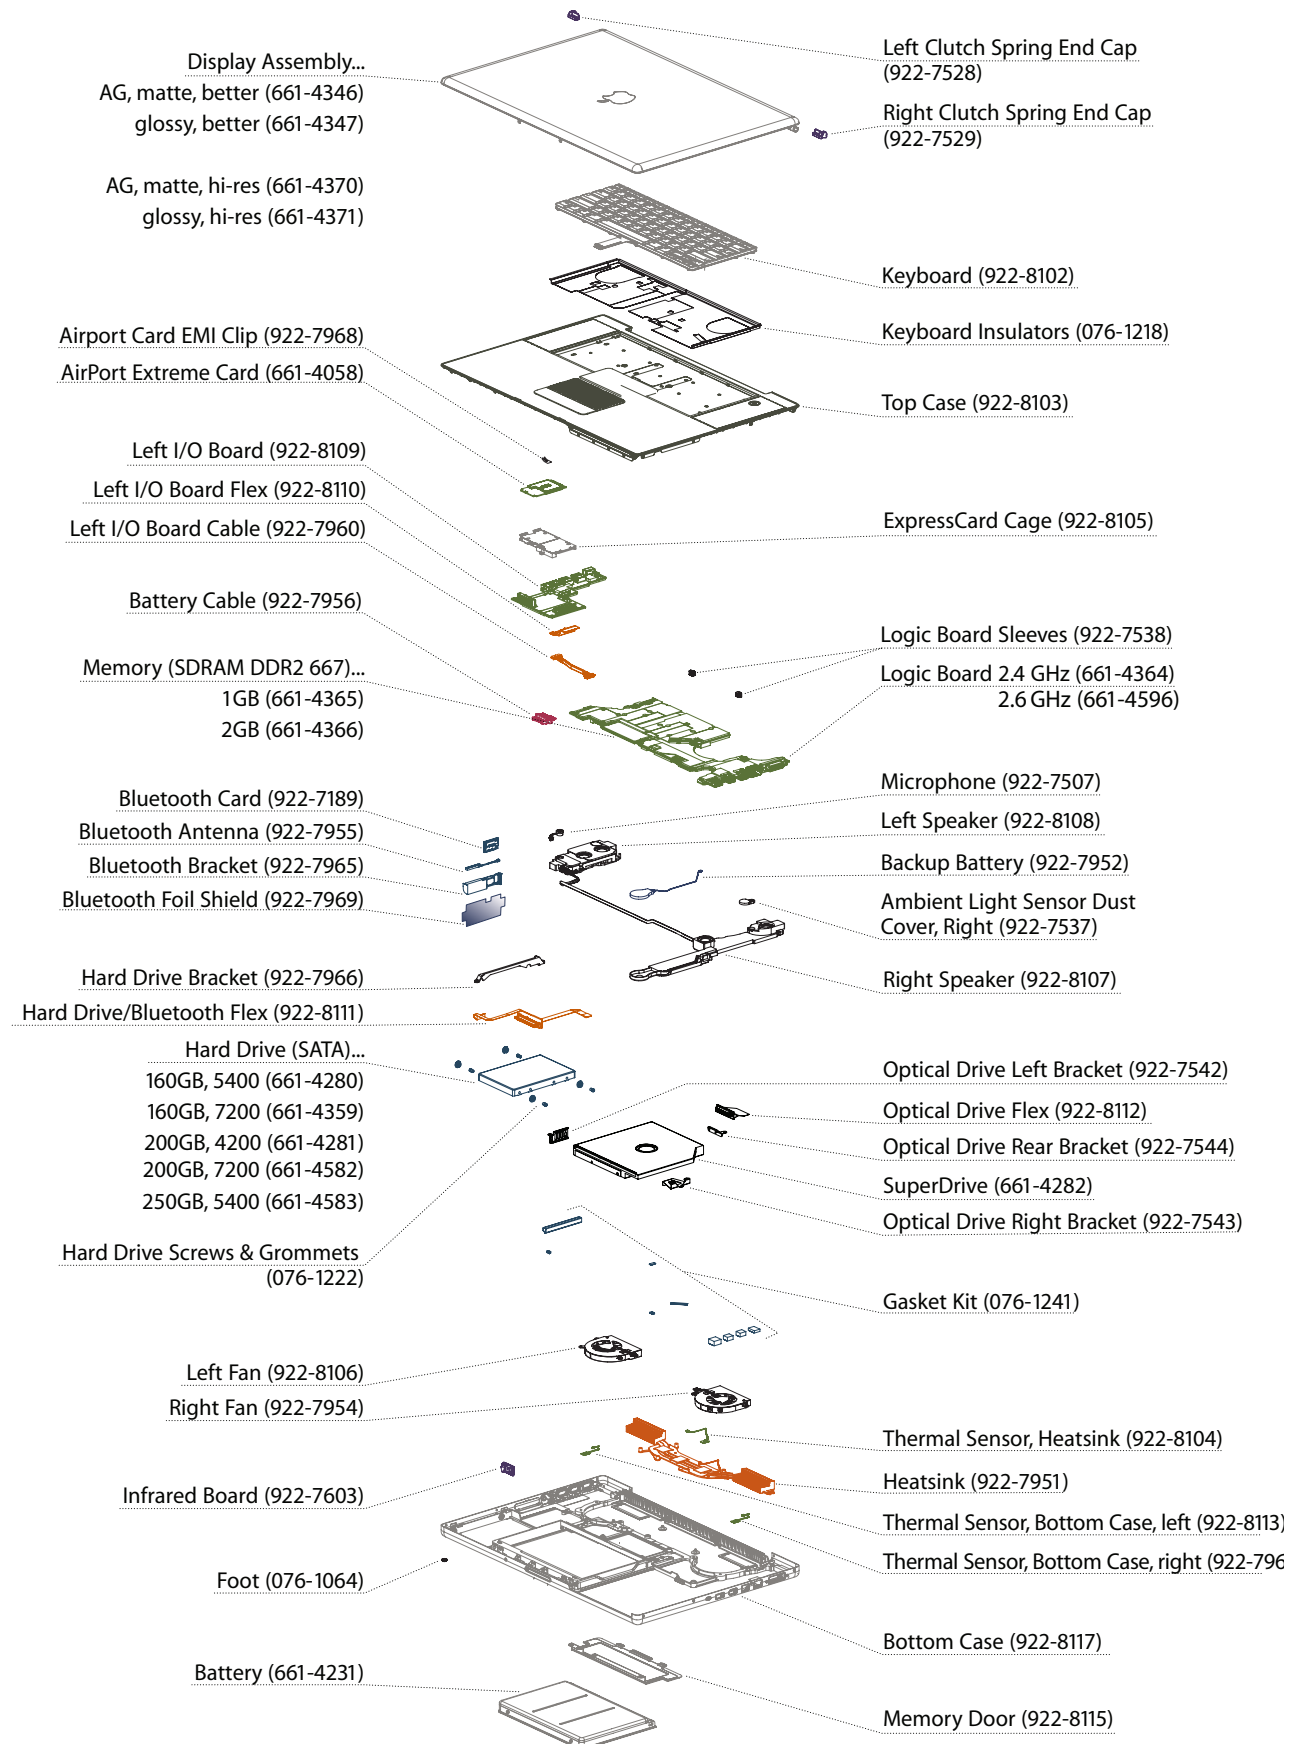 Display Assembly...
AG, matte, better (661-4346)
glossy, better (661-4347)
AG, matte, hi-res (661-4370)
glossy, hi-res (661-4371)
Airport Card EMI Clip (922-7968)
AirPort Extreme Card (661-4058)
Left I/O Board (922-8109)
Left I/O Board Flex (922-8110)
Left I/O Board Cable (922-7960)
Battery Cable (922-7956)
Memory (SDRAM DDR2 667)...
1GB (661-4365)
2GB (661-4366)
Bluetooth Card (922-7189)
Bluetooth Antenna (922-7955)
Bluetooth Bracket (922-7965)
Bluetooth Foil Shield (922-7969)
Hard Drive Bracket (922-7966)
Hard Drive/Bluetooth Flex (922-8111)
Hard Drive (SATA)...
160GB, 5400 (661-4280)
160GB, 7200 (661-4359)
200GB, 4200 (661-4281)
200GB, 7200 (661-4582)
250GB, 5400 (661-4583)
Hard Drive Screws & Grommets
(076-1222)
Left Fan (922-8106)
Right Fan (922-7954)
Infrared Board (922-7603)
Foot (076-1064)
Battery (661-4231)
Left Clutch Spring End Cap
(922-7528)
Right Clutch Spring End Cap
(922-7529)
Keyboard (922-8102)
Keyboard Insulators (076-1218)
Top Case (922-8103)
ExpressCard Cage (922-8105)
Logic Board Sleeves (922-7538)
Logic Board 2.4 GHz (661-4364)
2.6 GHz (661-4596)
Microphone (922-7507)
Left Speaker (922-8108)
Backup Battery (922-7952)
Ambient Light Sensor Dust
Cover, Right (922-7537)
Right Speaker (922-8107)
Optical Drive Left Bracket (922-7542)
Optical Drive Flex (922-8112)
Optical Drive Rear Bracket (922-7544)
SuperDrive (661-4282)
Optical Drive Right Bracket (922-7543)
Gasket Kit (076-1241)
Thermal Sensor, Heatsink (922-8104)
Heatsink (922-7951)
Thermal Sensor, Bottom Case, left (922-8113)
Thermal Sensor, Bottom Case, right (922-796
Bottom Case (922-8117)
Memory Door (922-8115)